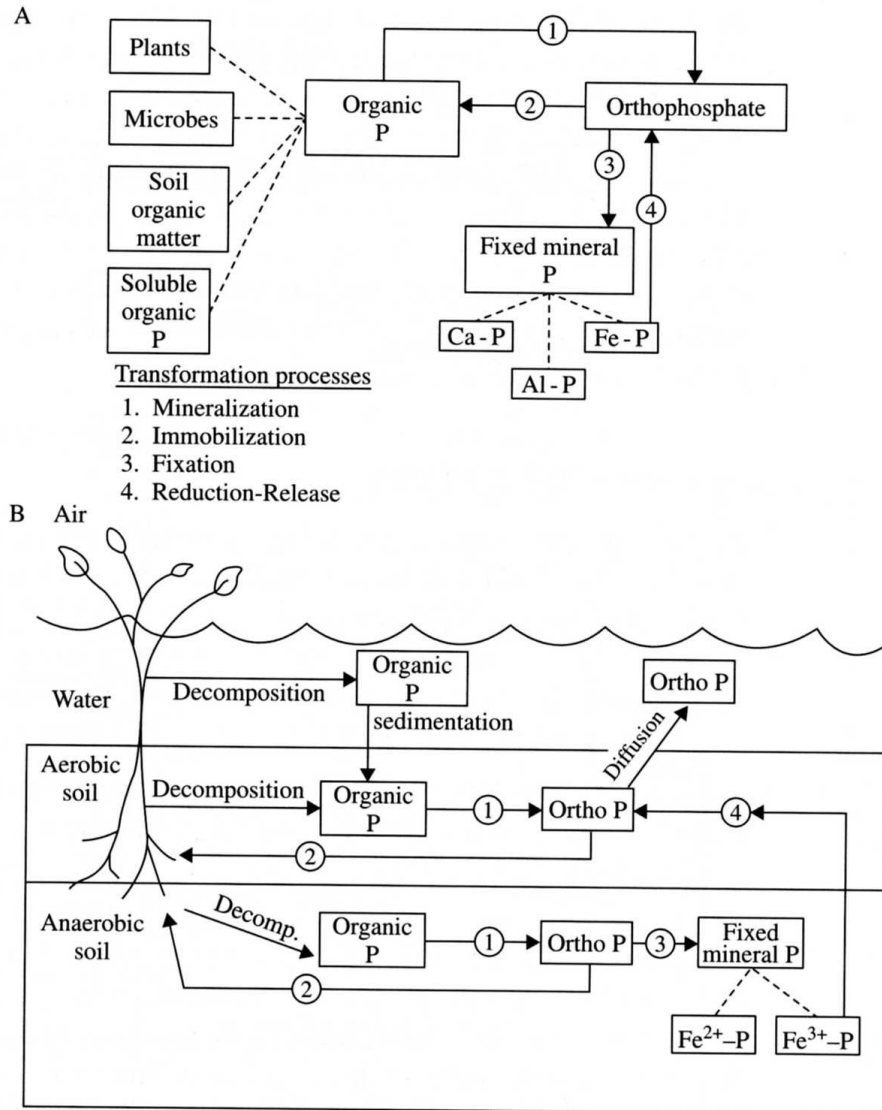 A
Plants
Microbes
Soil
organic
matter
Soluble
organic
P
Organic
P
1
2
Orthophosphate
3
4
Fixed mineral
P
Ca - P
Fe - P
Al - P
Transformation processes
1. Mineralization
2. Immobilization
3. Fixation
4. Reduction-Release
B
Air
Water
Decomposition
Organic
P
sedimentation
Ortho P
Diffusion
Aerobic
soil
Decomposition
Organic
P
1
Ortho P
4
2
Anaerobic
soil
Decomp.
Organic
P
1
Ortho P
3
Fixed
mineral P
2
Fe²⁺–P
Fe³⁺–P